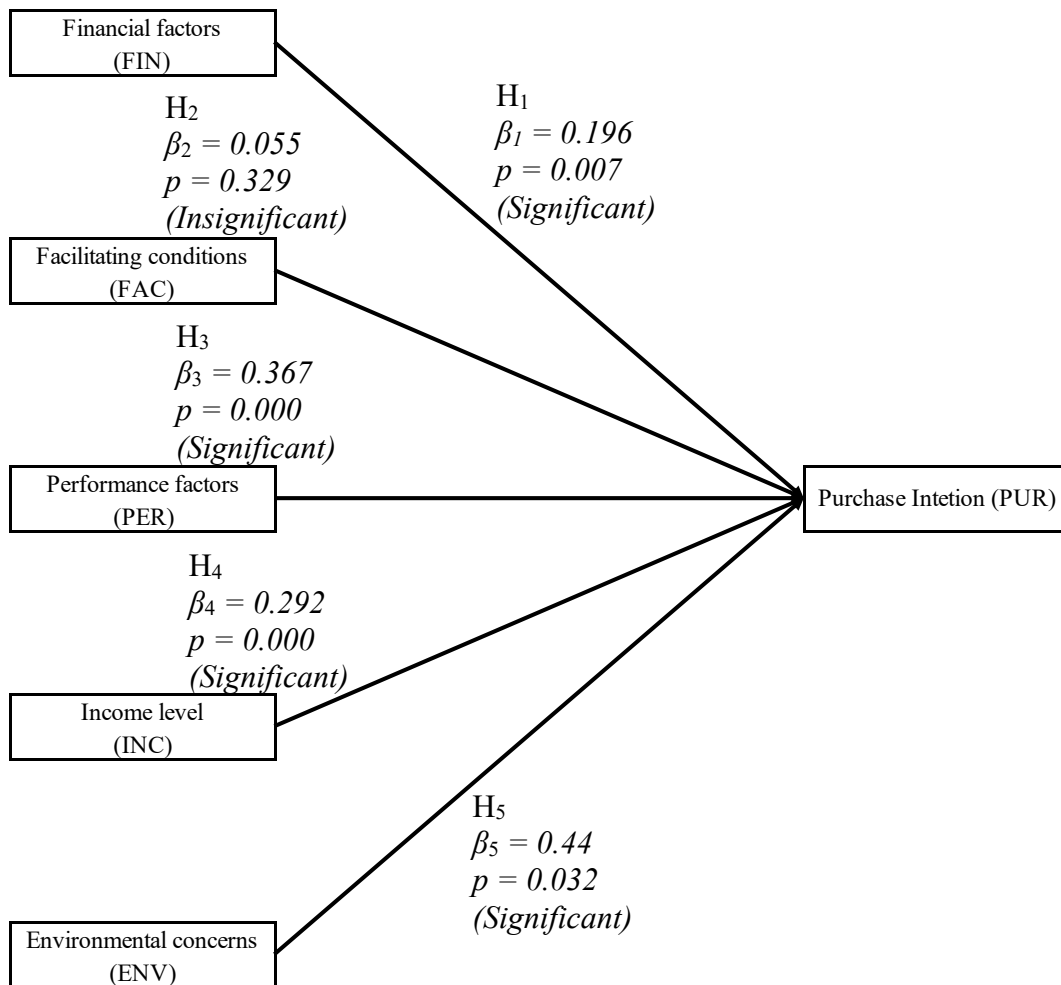 Financial factors
(FIN)
H₁
β₁ = 0.196
p = 0.007
(Significant)
H₂
β₂ = 0.055
p = 0.329
(Insignificant)
Facilitating conditions
(FAC)
H₃
β₃ = 0.367
p = 0.000
(Significant)
Performance factors
(PER)
Purchase Intetion (PUR)
H₄
β₄ = 0.292
p = 0.000
(Significant)
Income level
(INC)
H₅
β₅ = 0.44
p = 0.032
(Significant)
Environmental concerns
(ENV)